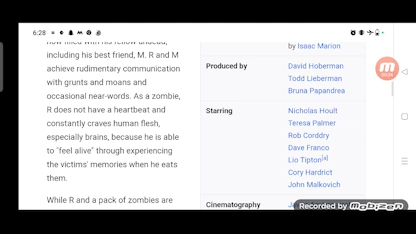 6:28
now filled with his fellow undead,
including his best friend, M. R and M
achieve rudimentary communication
with grunts and moans and
occasional near-words. As a zombie,
R does not have a heartbeat and
constantly craves human flesh,
especially brains, because he is able
to "feel alive" through experiencing
the victims' memories when he eats
them.
While R and a pack of zombies are
by Isaac Marion
Produced by
David Hoberman
Todd Lieberman
Bruna Papandrea
Starring
Nicholas Hoult
Teresa Palmer
Rob Corddry
Dave Franco
Lio Tipton[a]
Cory Hardrict
John Malkovich
Cinematography
Recorded by Mobizen